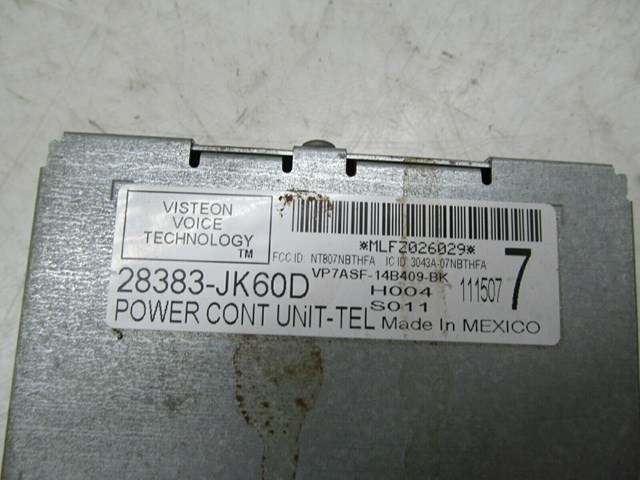 VISTEON
VOICE
TECHNOLOGY
TM
*MLFZ026029*
FCC ID: NT807NBTHFA IC ID: 3043A-07NBTHFA
28383-JK60D
VP7ASF-14B409-BK
H004
S011
111507
7
POWER CONT UNIT-TEL Made In MEXICO